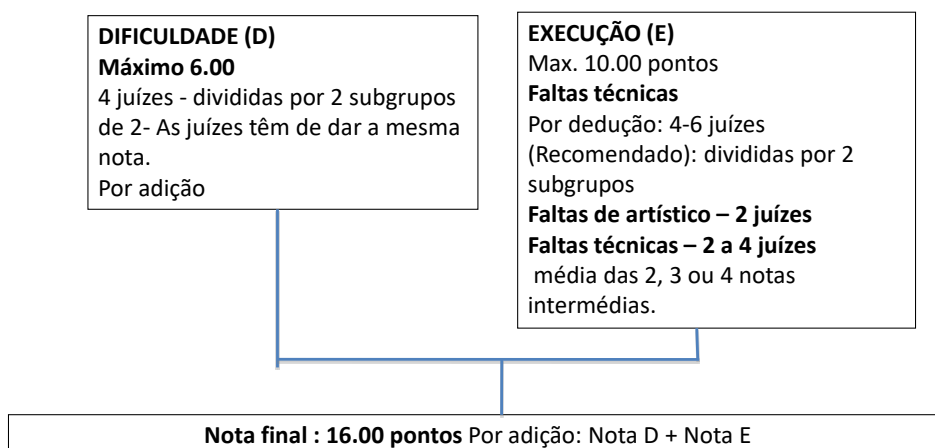 DIFICULDADE (D)
Máximo 6.00
4 juízes - divididas por 2 subgrupos
de 2- As juízes têm de dar a mesma
nota.
Por adição
EXECUÇÃO (E)
Max. 10.00 pontos
Faltas técnicas
Por dedução: 4-6 juízes
(Recomendado): divididas por 2
subgrupos
Faltas de artístico – 2 juízes
Faltas técnicas – 2 a 4 juízes
média das 2, 3 ou 4 notas
intermédias.
Nota final : 16.00 pontos Por adição: Nota D + Nota E